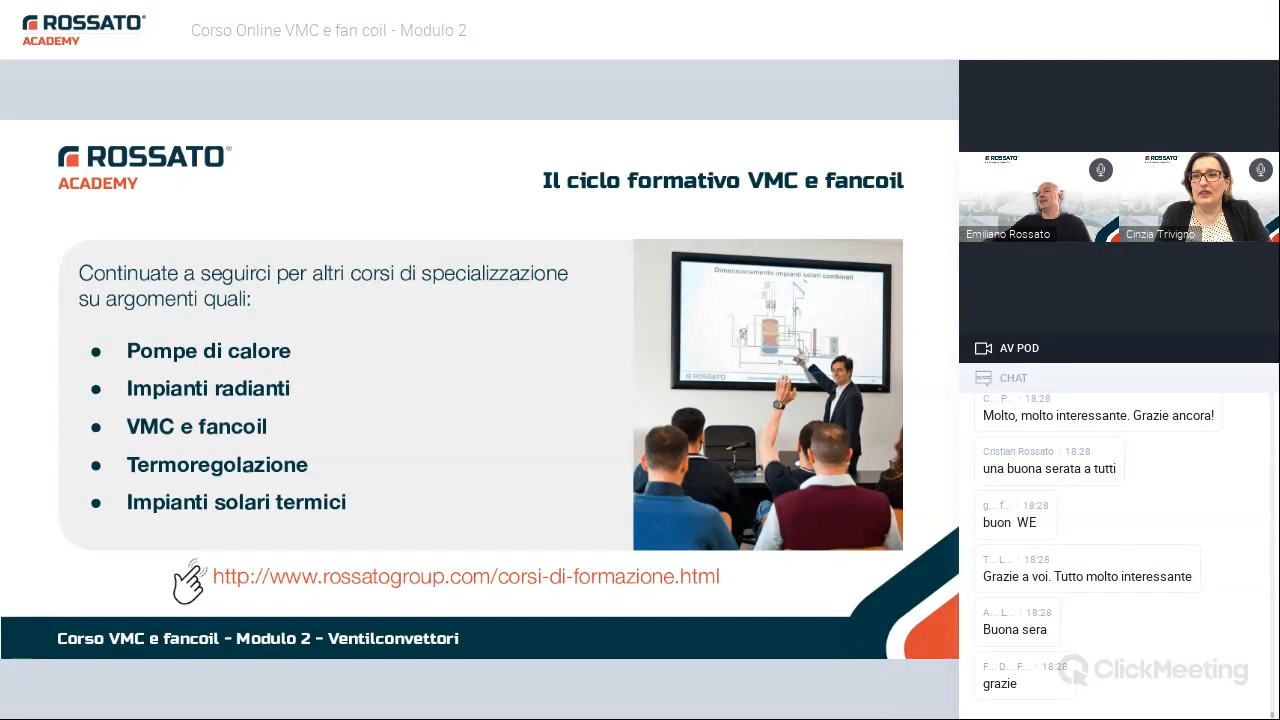 ROSSATO®
ACADEMY
Corso Online VMC e fan coil - Modulo 2
ROSSATO®
ACADEMY
Il ciclo formativo VMC e fancoil
Continuate a seguirci per altri corsi di specializzazione
su argomenti quali:
● Pompe di calore
● Impianti radianti
● VMC e fancoil
● Termoregolazione
● Impianti solari termici
Dimensionamento impianti solari combinati
ROSSATO
http://www.rossatogroup.com/corsi-di-formazione.html
Corso VMC e fancoil - Modulo 2 - Ventilconvettori
ROSSATO
ROSSATO
Emiliano Rossato
Cinzia Trivigno
AV POD
CHAT
C... P... 18:28
Molto, molto interessante. Grazie ancora!
Cristian Rossato 18:28
una buona serata a tutti
g... f... 18:28
buon WE
T... L... 18:28
Grazie a voi. Tutto molto interessante
A... L... 18:28
Buona sera
F... D... F... 18:28
grazie
ClickMeeting